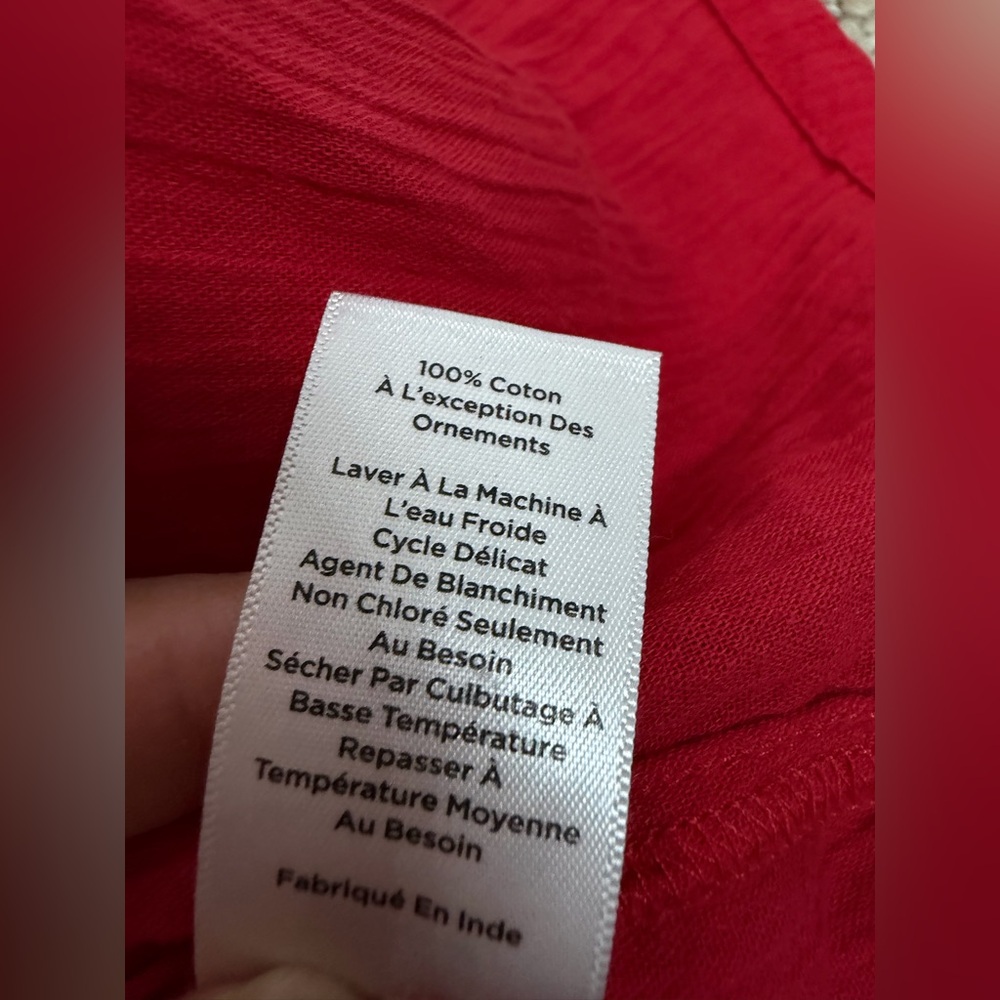 100% Coton
À L'exception Des
Ornements
Laver À La Machine À
L'eau Froide
Cycle Délicat
Agent De Blanchiment
Non Chloré Seulement
Au Besoin
Sécher Par Culbutage À
Basse Température
Repasser À
Température Moyenne
Au Besoin
Fabriqué En Inde